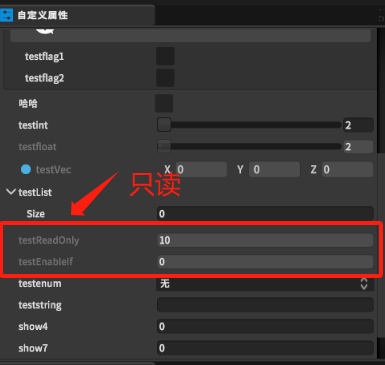 自定义属性
testflag1
testflag2
哈哈
testint 2
testfloat 2
testVec X 0 Y 0 Z 0
只读
testList
Size 0
testReadOnly 10
testEnableIf 0
testenum 无
teststring
show4 0
show7 0